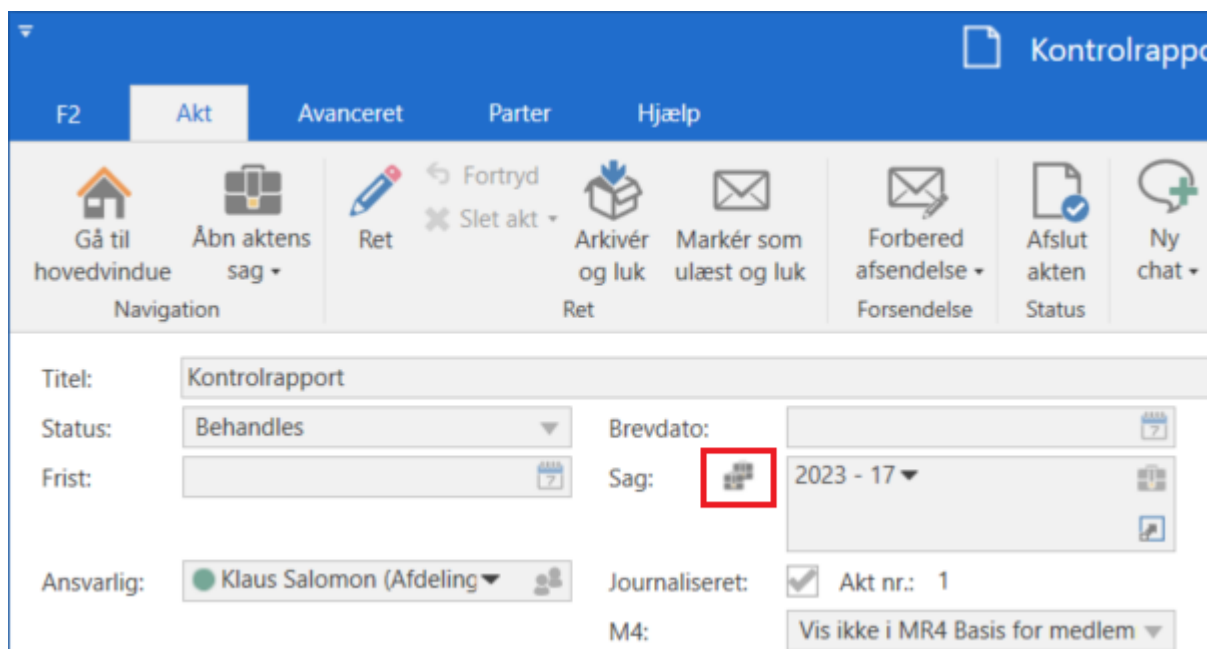 Kontrolrappo
F2 Akt Avanceret Parter Hjælp
Gå til hovedvindue
Åbn aktens sag
Ret
Fortryd
Slet akt
Arkivér og luk
Markér som ulæst og luk
Forbered afsendelse
Afslut akten
Ny chat
Navigation Ret Forsendelse Status
Titel: Kontrolrapport
Status: Behandles Brevdato: 7
Frist: 7 Sag: 2023 - 17
Ansvarlig: Klaus Salomon (Afdeling Journaliseret: Akt nr.: 1
M4: Vis ikke i MR4 Basis for medlem